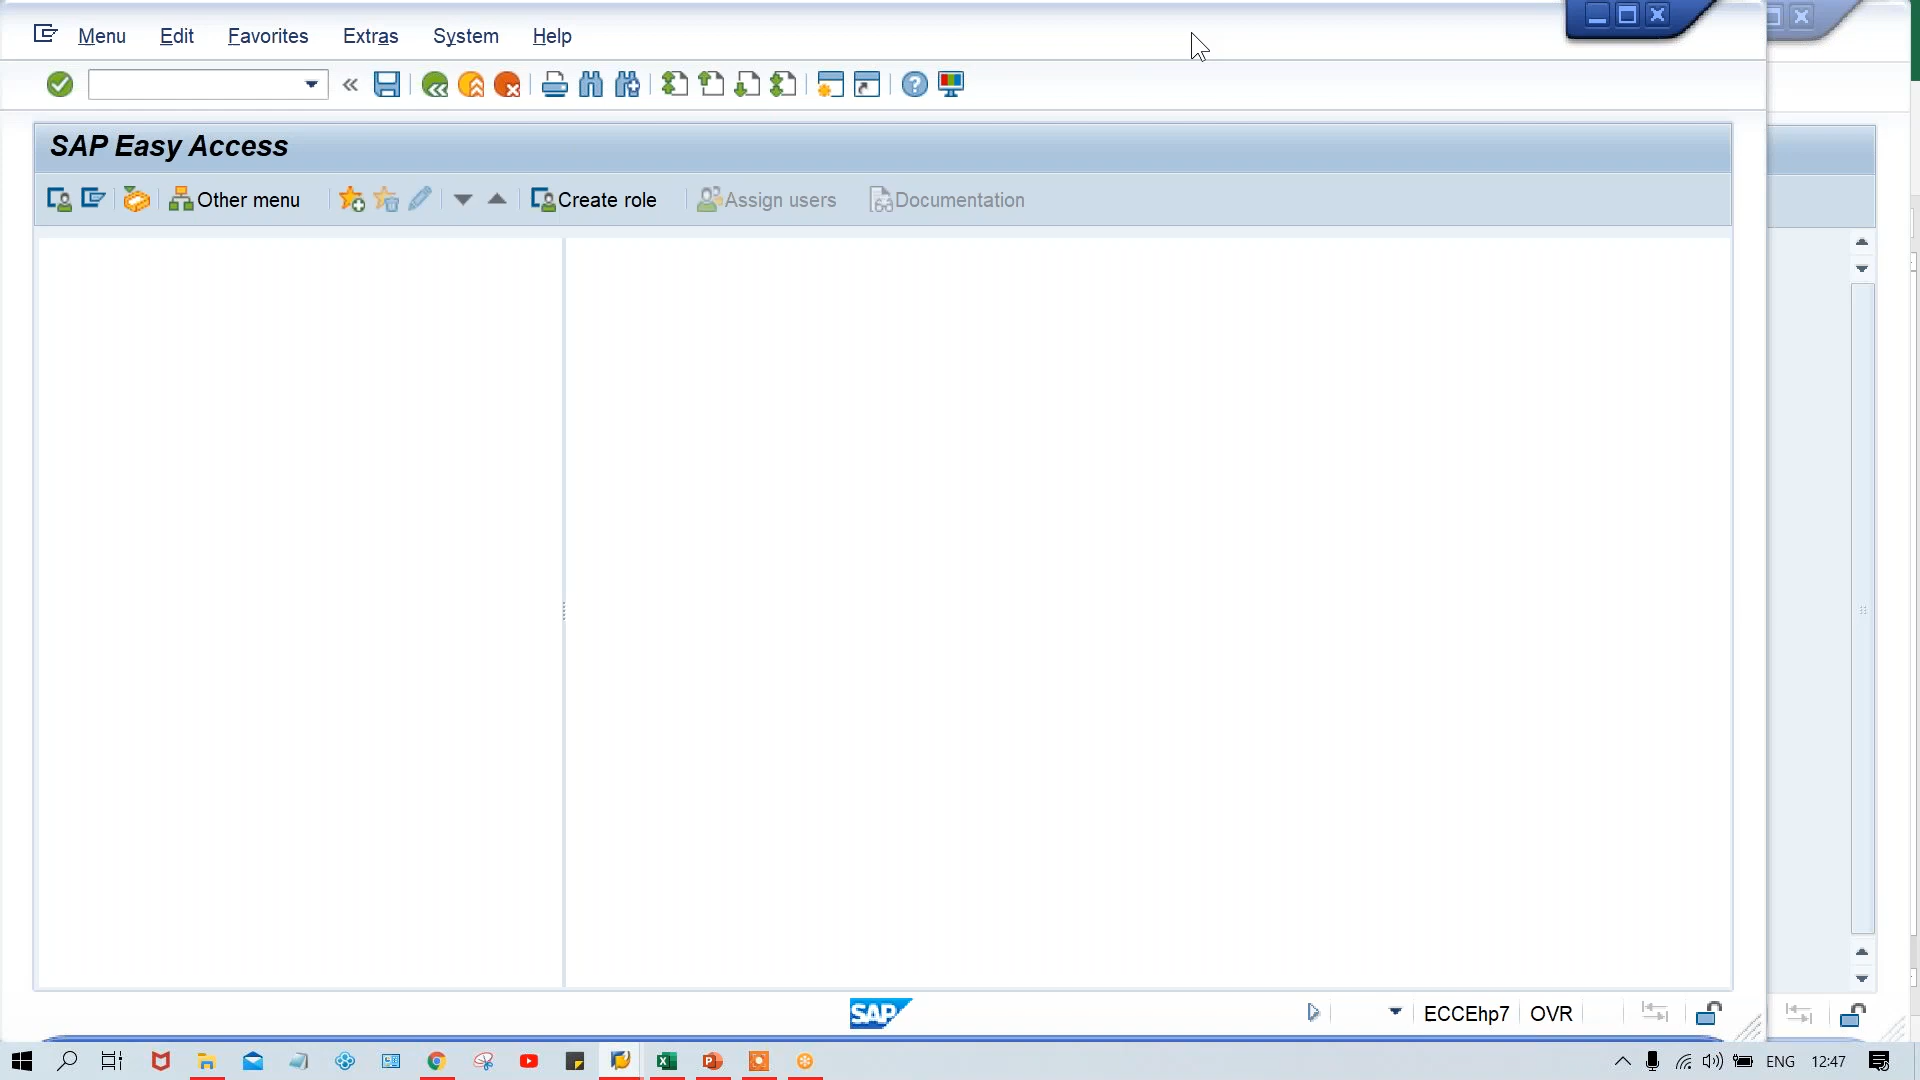 Menu Edit Favorites Extras System Help
SAP Easy Access
Other menu Create role Assign users Documentation
SAP ECCEhp7 OVR
ENG 12:47